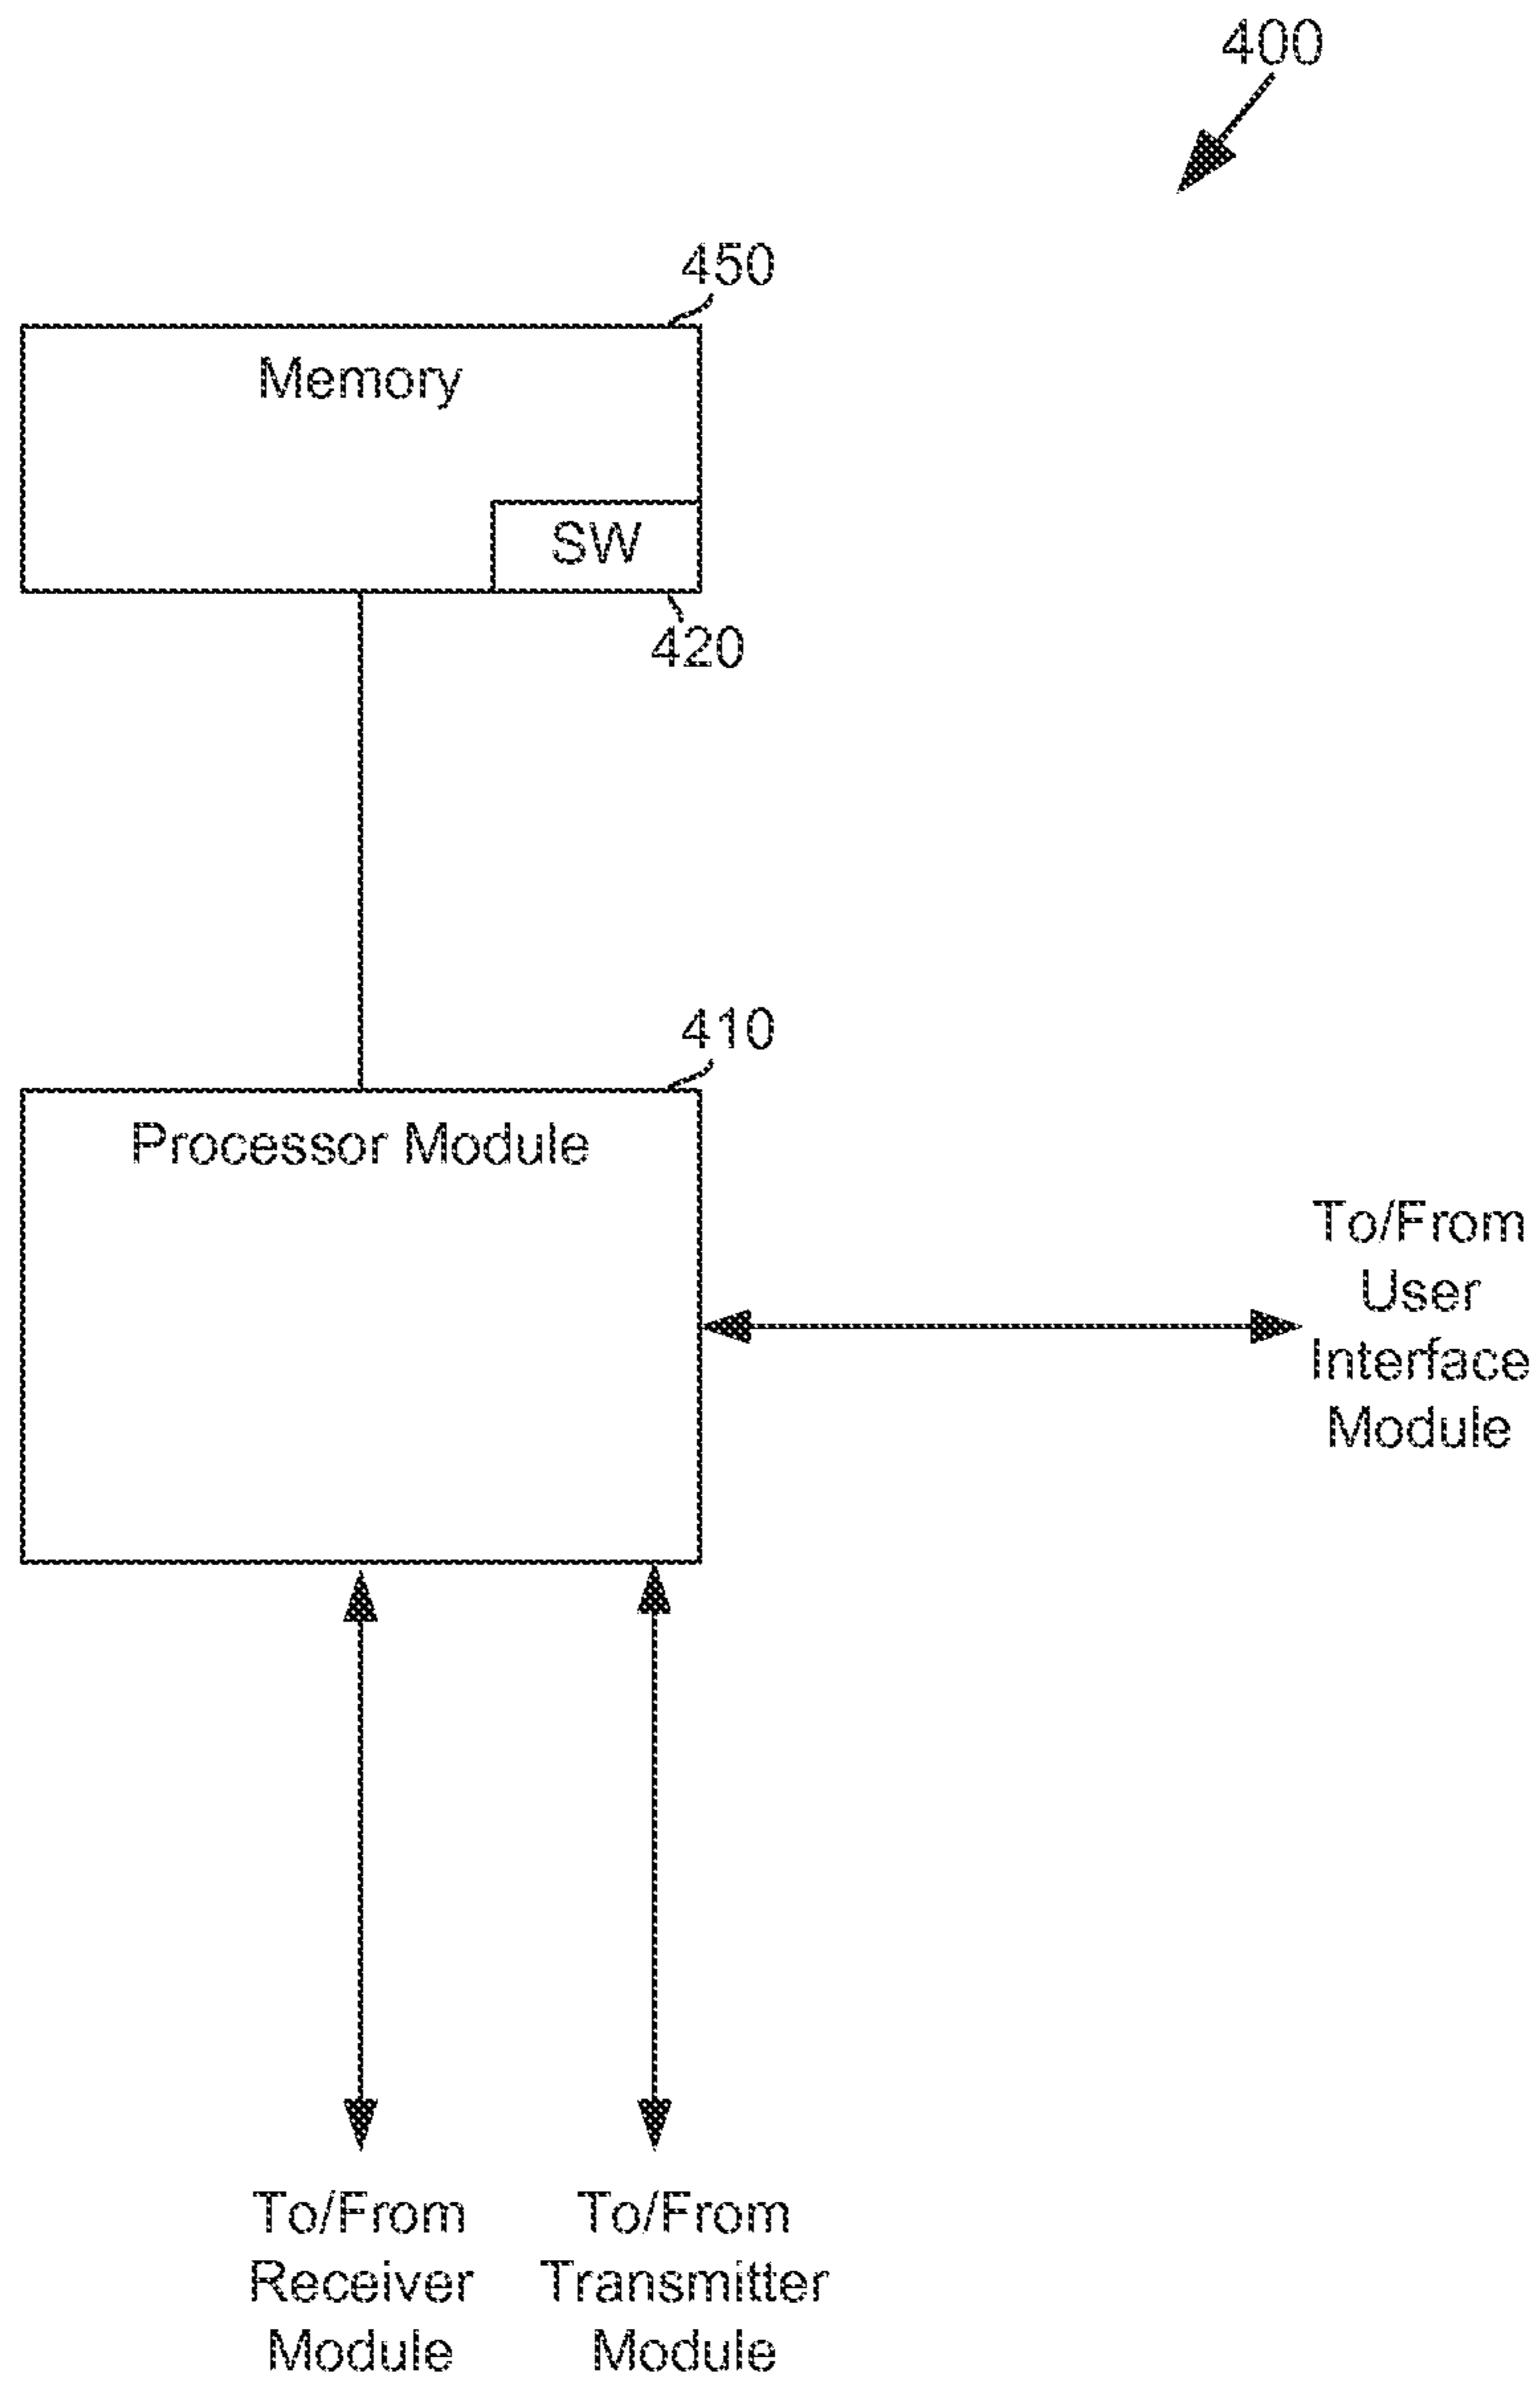 400
450
Memory
SW
420
410
Processor Module
To/From
User
Interface
Module
To/From
Receiver
Module
To/From
Transmitter
Module